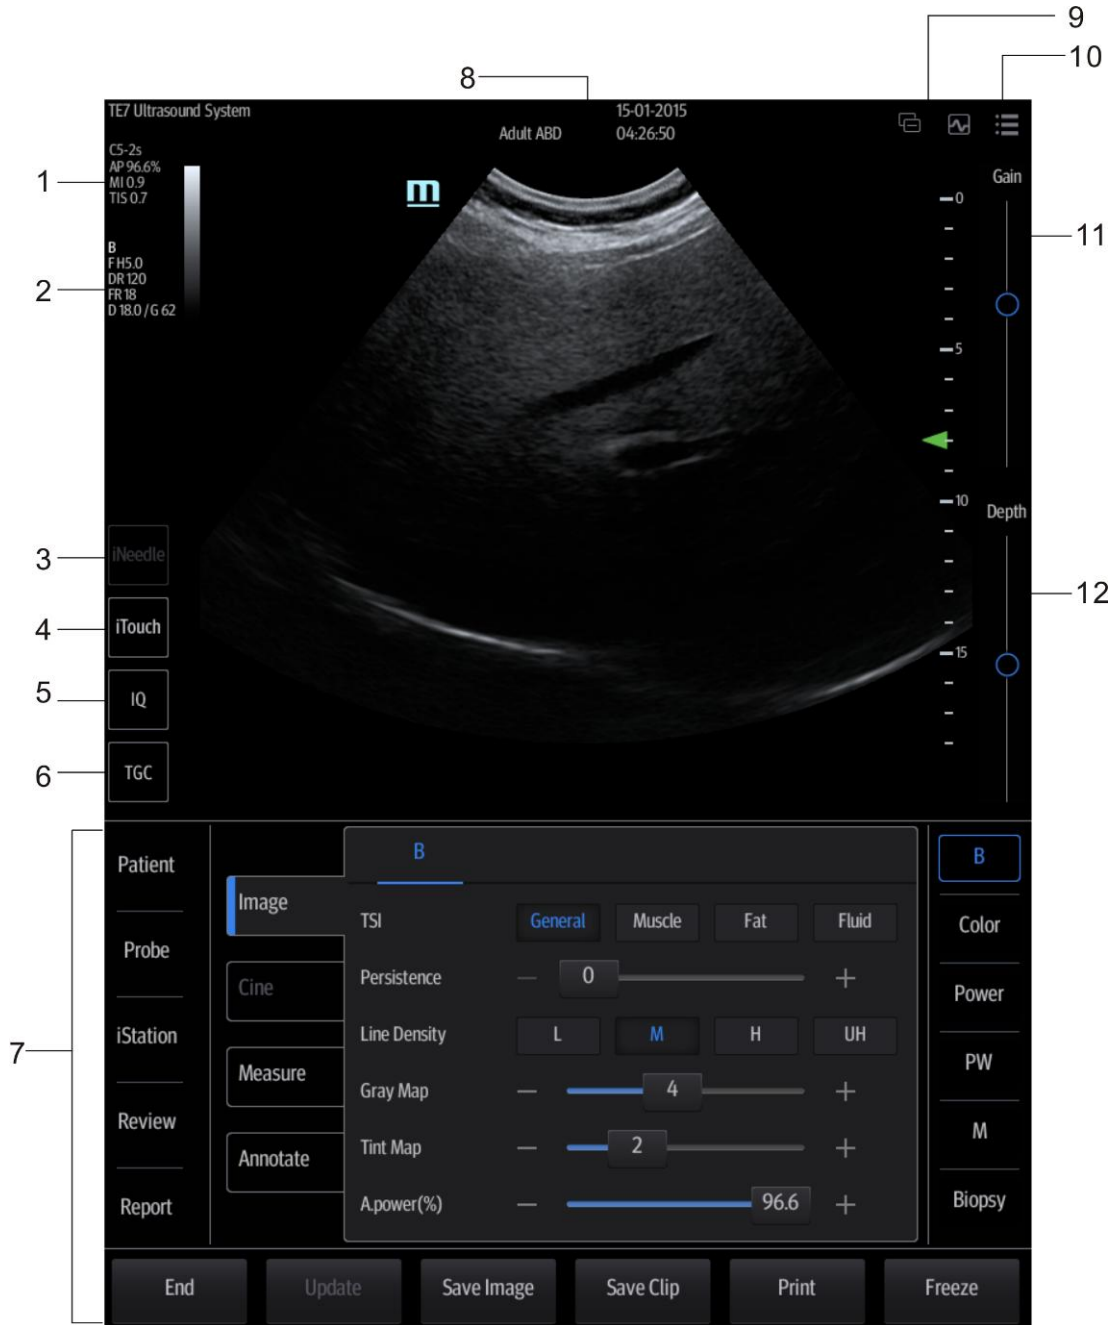 9
10
8
TE7 Ultrasound System
15-01-2015
Adult ABD
04:26:50
C5-2s
AP 96.6%
MI 0.9
TIS 0.7
1
m
Gain
0
11
B
F H5.0
DR 120
FR 18
D 18.0 / G 62
2
5
10
Depth
3
iNeedle
12
4
iTouch
15
5
IQ
6
TGC
7
Patient
Probe
iStation
Review
Report
Image
Cine
Measure
Annotate
B
TSI General Muscle Fat Fluid
Persistence − 0 +
Line Density L M H UH
Gray Map − 4 +
Tint Map − 2 +
A.power(%) − 96.6 +
B
Color
Power
PW
M
Biopsy
End Update Save Image Save Clip Print Freeze